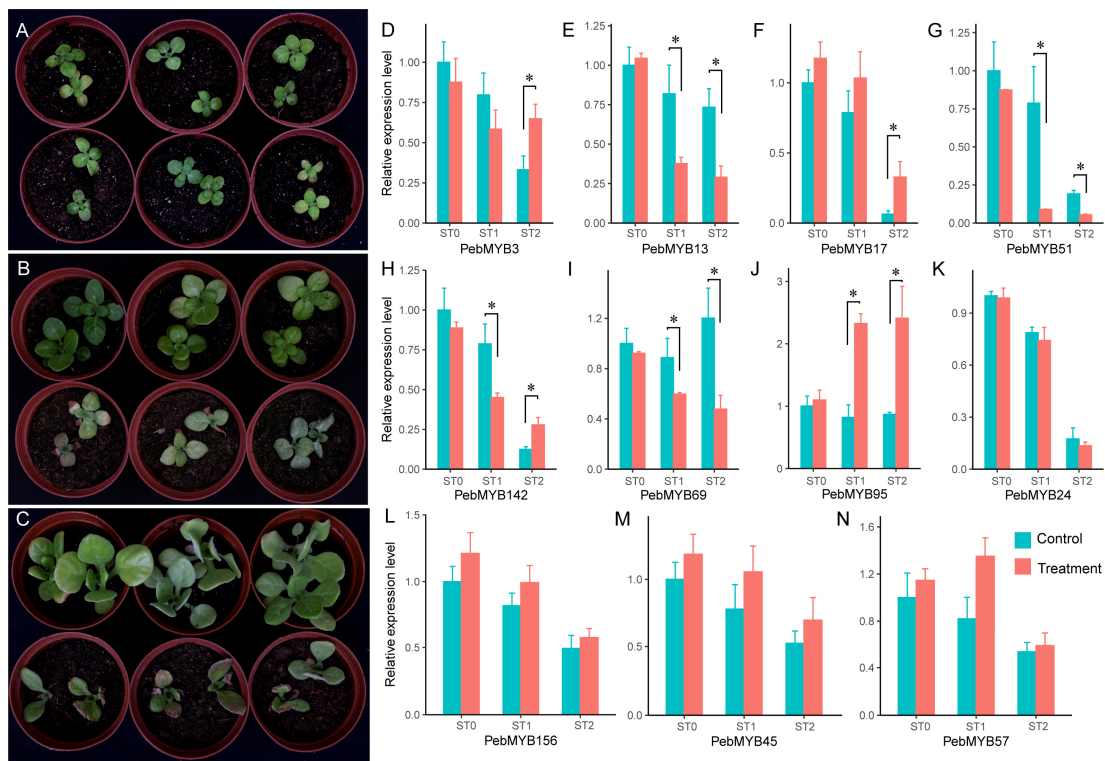 A
B
C
D
E
F
G
Relative expression level
1.00
0.75
0.50
0.25
0.00
ST0
ST1
ST2
PebMYB3
1.00
0.75
0.50
0.25
0.00
ST0
ST1
ST2
PebMYB13
1.0
0.5
0.0
ST0
ST1
ST2
PebMYB17
1.25
1.00
0.75
0.50
0.25
0.00
ST0
ST1
ST2
PebMYB51
*
*
*
*
*
*
H
I
J
K
1.00
0.75
0.50
0.25
0.00
ST0
ST1
ST2
PebMYB142
1.2
0.8
0.4
0.0
ST0
ST1
ST2
PebMYB69
3
2
1
0
ST0
ST1
ST2
PebMYB95
0.9
0.6
0.3
0.0
ST0
ST1
ST2
PebMYB24
*
*
*
*
*
*
L
M
N
Relative expression level
1.5
1.0
0.5
0.0
ST0
ST1
ST2
PebMYB156
1.0
0.5
0.0
ST0
ST1
ST2
PebMYB45
1.6
1.2
0.8
0.4
0.0
ST0
ST1
ST2
PebMYB57
Control
Treatment